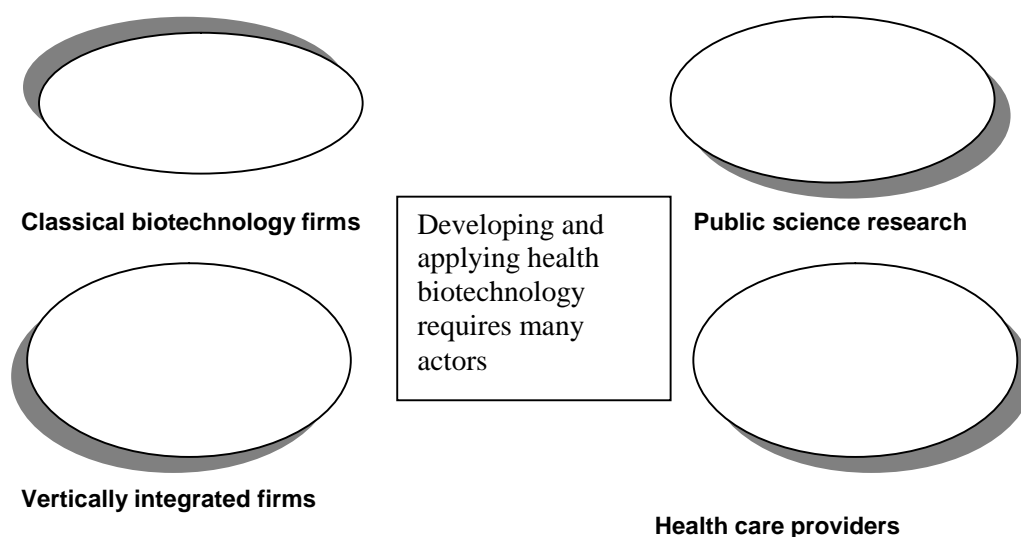 Classical biotechnology firms
Public science research
Developing and
applying health
biotechnology
requires many
actors
Vertically integrated firms
Health care providers